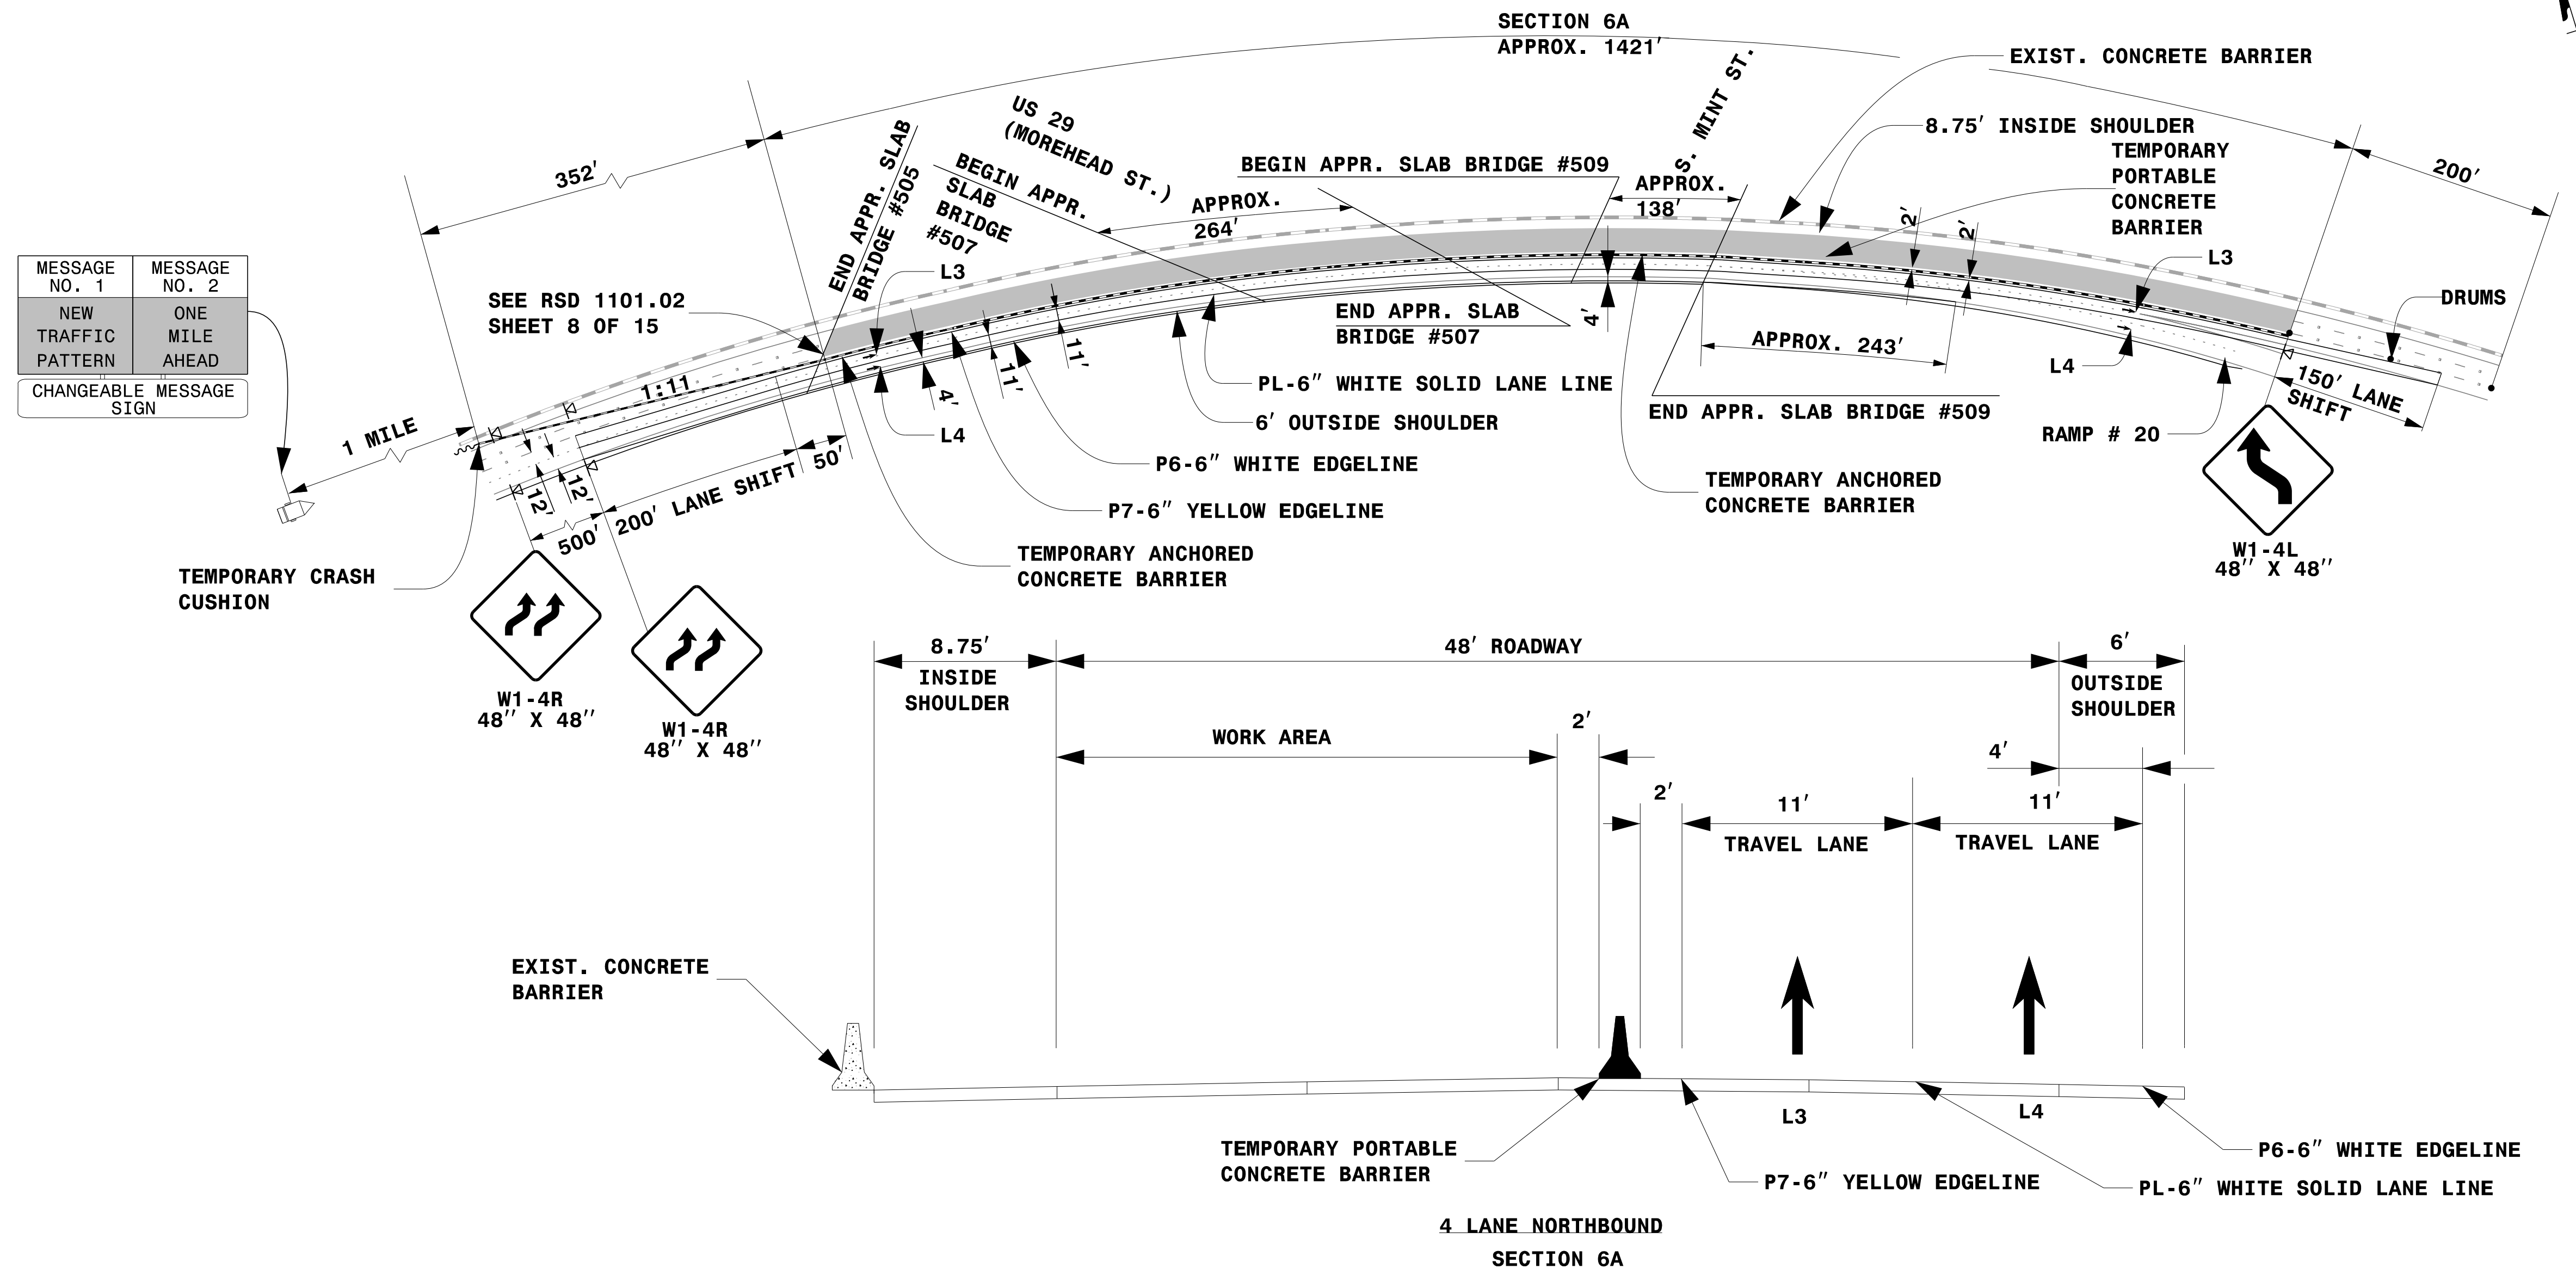 SECTION 6A
APPROX. 1421′
S. MINT ST.
EXIST. CONCRETE BARRIER
8.75′ INSIDE SHOULDER
TEMPORARY
PORTABLE
CONCRETE
BARRIER
200′
352′
US 29
(MOREHEAD ST.)
END APPR. SLAB
BRIDGE #505
BEGIN APPR.
SLAB
BRIDGE
#507
APPROX.
264′
BEGIN APPR. SLAB BRIDGE #509
APPROX.
138′
2′
2′
L3
L3
DRUMS
MESSAGE
NO. 1
MESSAGE
NO. 2
NEW
TRAFFIC
PATTERN
ONE
MILE
AHEAD
CHANGEABLE MESSAGE
SIGN
SEE RSD 1101.02
SHEET 8 OF 15
END APPR. SLAB
BRIDGE #507
4′
APPROX. 243′
L4
1:11
11′
11′
4′
PL-6″ WHITE SOLID LANE LINE
END APPR. SLAB BRIDGE #509
150′ LANE
SHIFT
RAMP # 20
1 MILE
L4
6′ OUTSIDE SHOULDER
50′
P6-6″ WHITE EDGELINE
TEMPORARY ANCHORED
CONCRETE BARRIER
12′
12′
200′ LANE SHIFT
500′
P7-6″ YELLOW EDGELINE
TEMPORARY ANCHORED
CONCRETE BARRIER
TEMPORARY CRASH
CUSHION
W1-4L
48″ X 48″
W1-4R
48″ X 48″
W1-4R
48″ X 48″
8.75′
INSIDE
SHOULDER
48′ ROADWAY
6′
OUTSIDE
SHOULDER
WORK AREA
2′
4′
2′
11′
TRAVEL LANE
11′
TRAVEL LANE
EXIST. CONCRETE
BARRIER
L3
L4
TEMPORARY PORTABLE
CONCRETE BARRIER
P6-6″ WHITE EDGELINE
P7-6″ YELLOW EDGELINE
PL-6″ WHITE SOLID LANE LINE
4 LANE NORTHBOUND
SECTION 6A